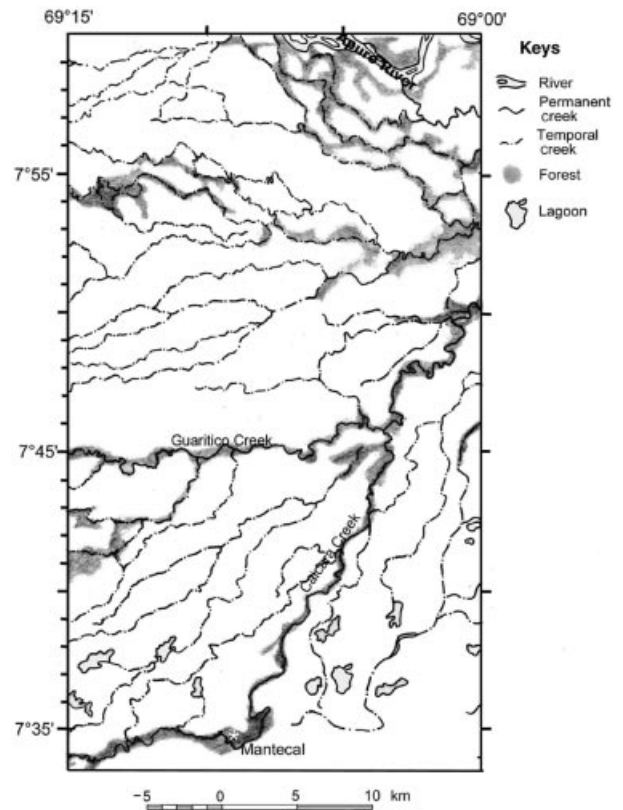 69°15'
69°00'
Apure River
Keys
River
Permanent
creek
Temporal
creek
Forest
Lagoon
7°55'
Guaritico Creek
7°45'
Caicara Creek
7°35'
Mantecal
−5 0 10 km